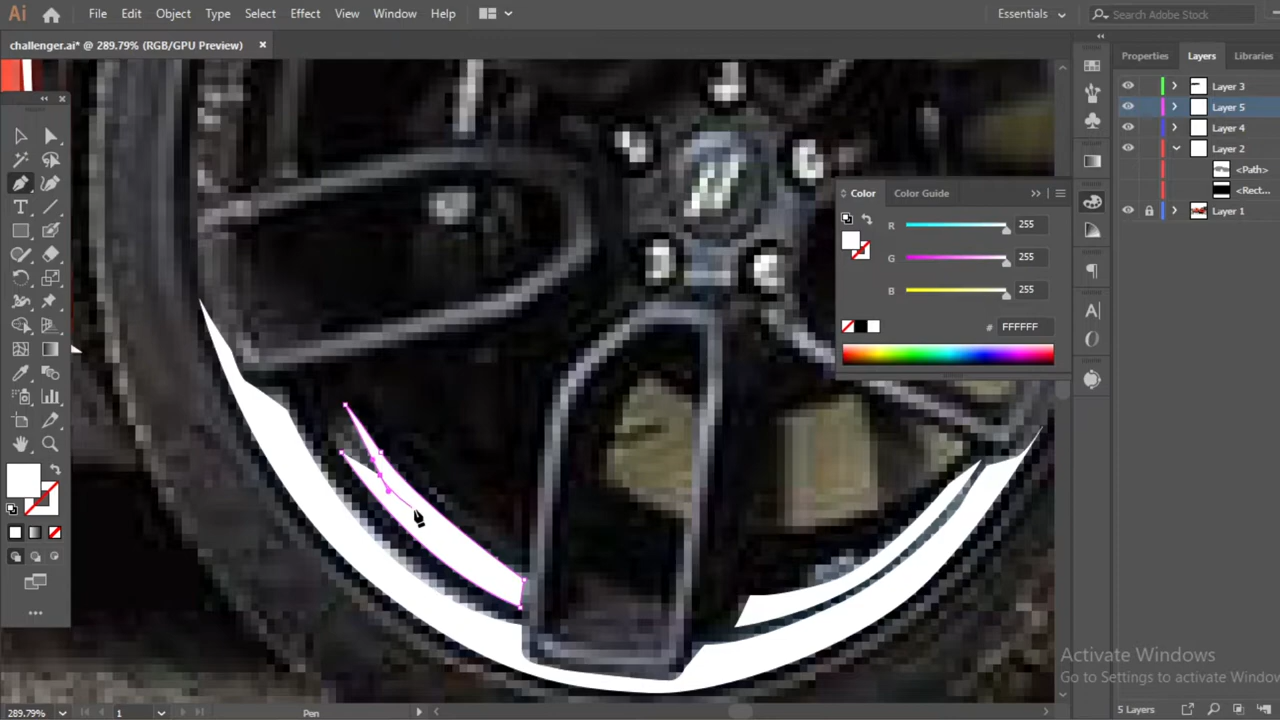 Ai File Edit Object Type Select Effect View Window Help Essentials Search Adobe Stock
challenger.ai* @ 289.79% (RGB/GPU Preview) ×
Properties Layers Libraries
Layer 3
Layer 5
Layer 4
Layer 2
<Path>
<Rect...
Layer 1
Color Color Guide
R 255
G 255
B 255
# FFFFFF
Activate Windows
Go to Settings to activate Window
289.79% 1 Pen 5 Layers